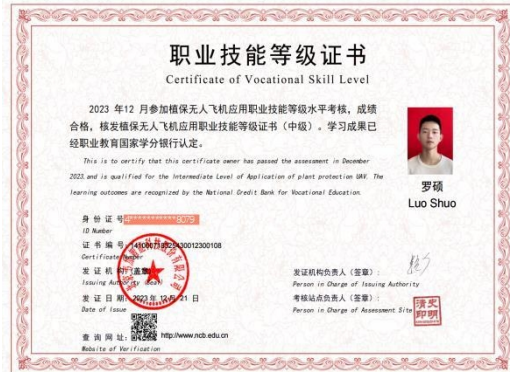 职业技能等级证书
Certificate of Vocational Skill Level
2023 年12 月参加植保无人飞机应用职业技能等级水平考核，成绩
合格，核发植保无人飞机应用职业技能等级证书（中级）。学习成果已
经职业教育国家学分银行认定。
This is to certify that this certificate owner has passed the assessment in December
2023,and is qualified for the Intermediate Level of Application of plant protection UAV. The
learning outcomes are recognized by the National Credit Bank for Vocational Education.
罗硕
Luo Shuo
身 份 证 号 4**********8079
ID Number
证 书 编 号
Certificate Number
发 证 机 构（盖章）
Issuing Authority (Seal)
发 证 日 期：2023 年 12 月 21 日
Date of Issue
查 询 网 址： http://www.ncb.edu.cn
Website of Verification
发证机构负责人（签章）：
Person in Charge of Issuing Authority
考核站点负责人（签章）：
Person in Charge of Assessment Site